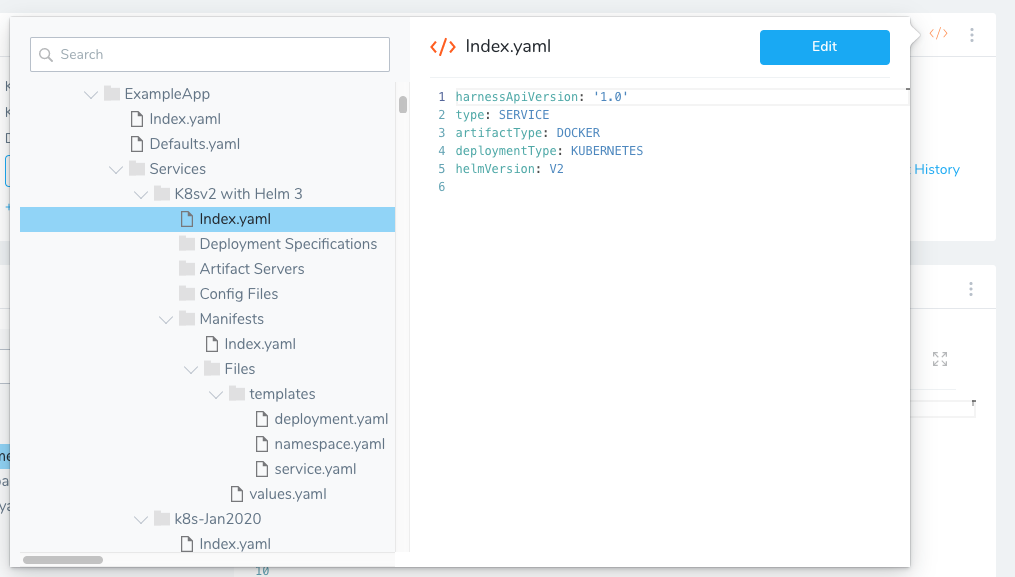 Search
ExampleApp
Index.yaml
Defaults.yaml
Services
K8sv2 with Helm 3
Index.yaml
Deployment Specifications
Artifact Servers
Config Files
Manifests
Index.yaml
Files
templates
deployment.yaml
namespace.yaml
service.yaml
values.yaml
k8s-Jan2020
Index.yaml
</> Index.yaml
Edit
1 harnessApiVersion: '1.0'
2 type: SERVICE
3 artifactType: DOCKER
4 deploymentType: KUBERNETES
5 helmVersion: V2
6
</>
History
10